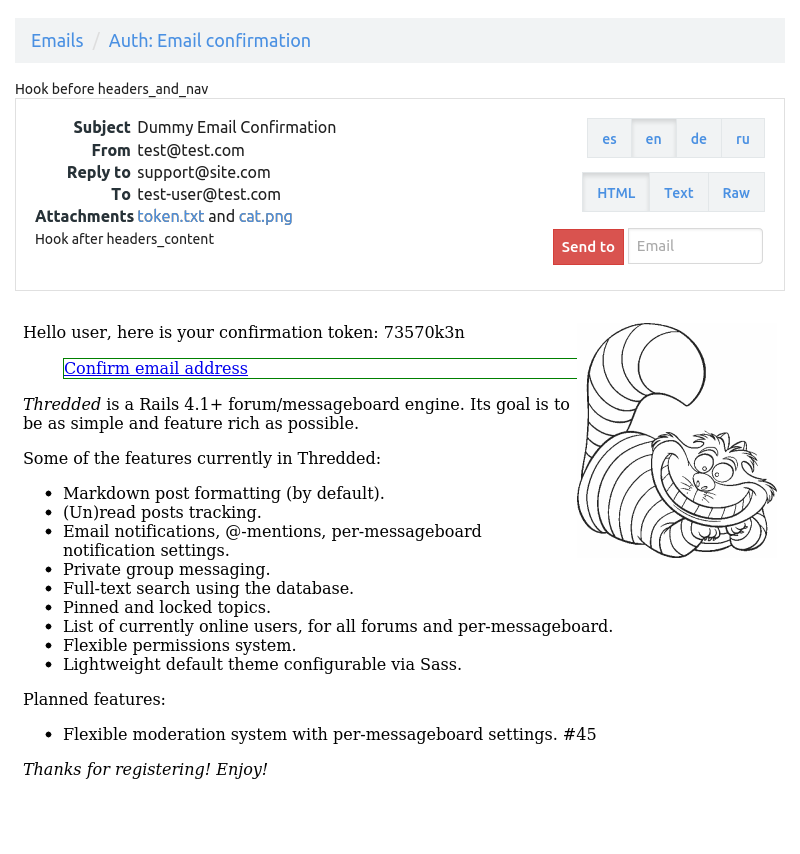 Emails / Auth: Email confirmation
Hook before headers_and_nav
Subject Dummy Email Confirmation
From test@test.com
Reply to support@site.com
To test-user@test.com
Attachments token.txt and cat.png
Hook after headers_content
es en de ru
HTML Text Raw
Send to Email
Hello user, here is your confirmation token: 73570k3n
Confirm email address
Thredded is a Rails 4.1+ forum/messageboard engine. Its goal is to
be as simple and feature rich as possible.
Some of the features currently in Thredded:
• Markdown post formatting (by default).
• (Un)read posts tracking.
• Email notifications, @-mentions, per-messageboard
notification settings.
• Private group messaging.
• Full-text search using the database.
• Pinned and locked topics.
• List of currently online users, for all forums and per-messageboard.
• Flexible permissions system.
• Lightweight default theme configurable via Sass.
Planned features:
• Flexible moderation system with per-messageboard settings. #45
Thanks for registering! Enjoy!